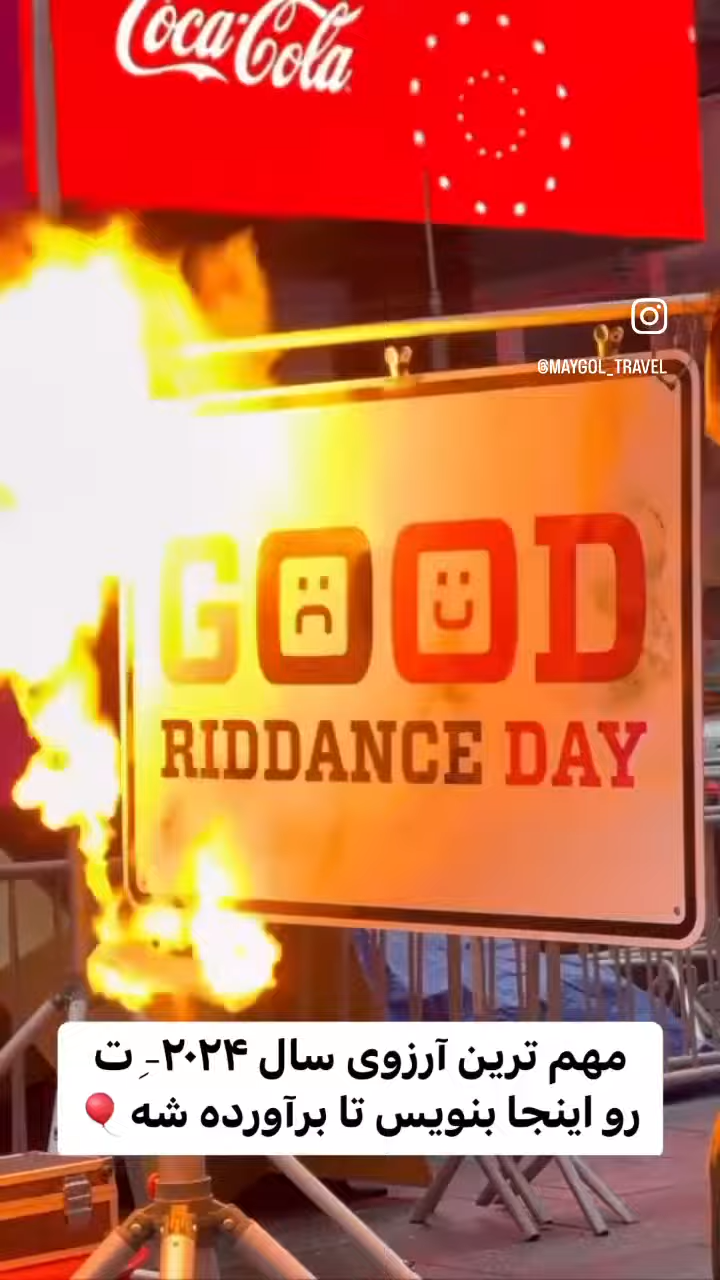 Coca-Cola
@MAYGOL_TRAVEL
GOOD
RIDDANCE DAY
مهم ترین آرزوی سال ۲۰۲۴-ِ ت
رو اینجا بنویس تا برآورده شه🎈